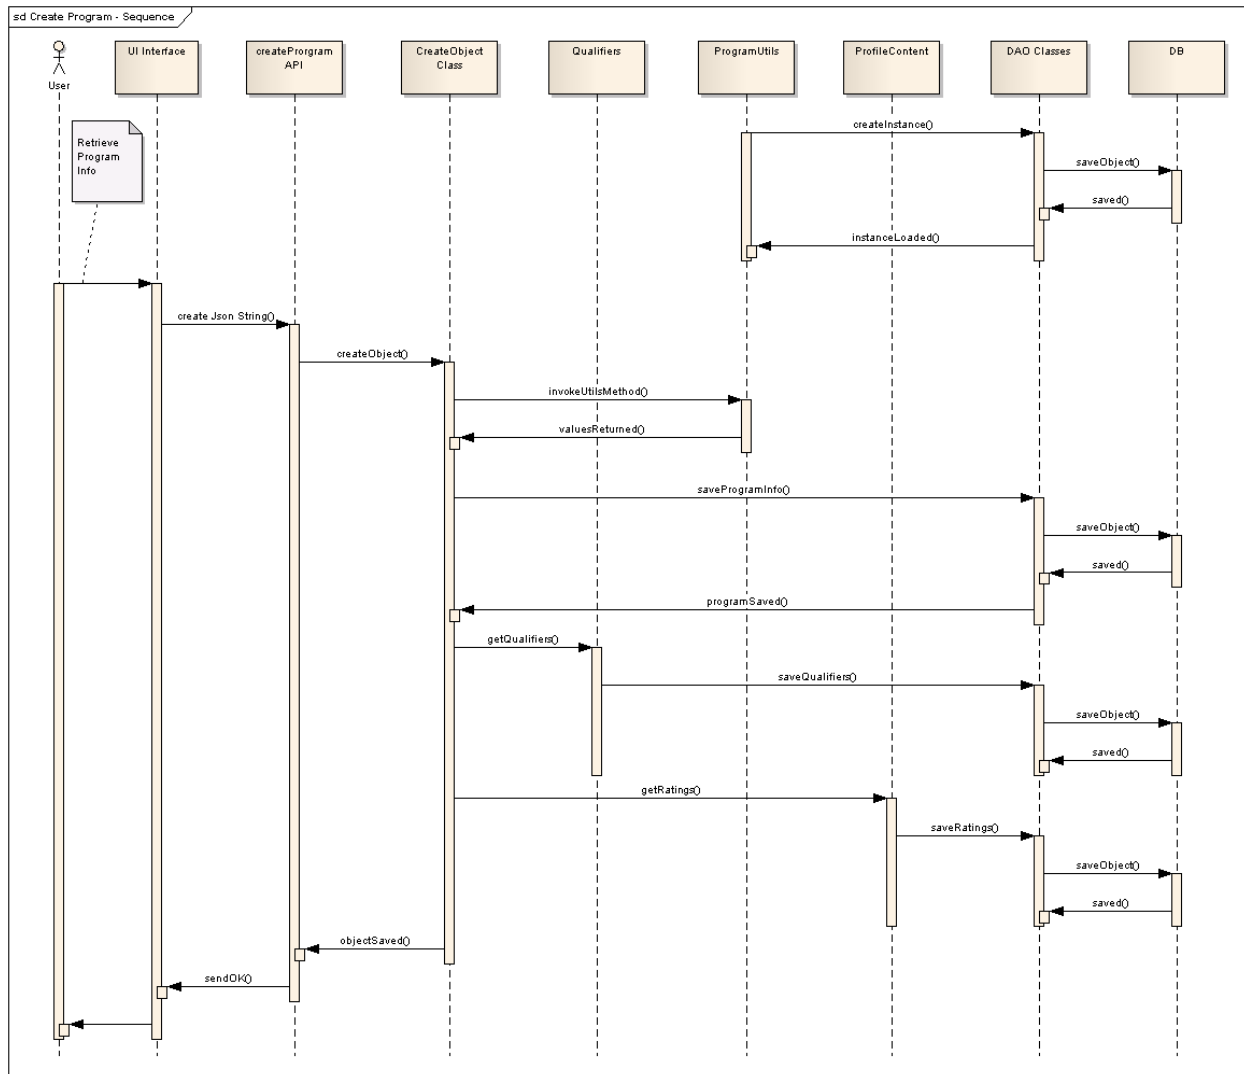 sd Create Program - Sequence
User
UI Interface
createProrgram
API
CreateObject
Class
Qualifiers
ProgramUtils
ProfileContent
DAO Classes
DB
Retrieve
Program
Info
createInstance()
saveObject()
saved()
instanceLoaded()
create Json String()
createObject()
invokeUtilsMethod()
valuesReturned()
saveProgramInfo()
saveObject()
saved()
programSaved()
getQualifiers()
saveQualifiers()
saveObject()
saved()
getRatings()
saveRatings()
saveObject()
saved()
objectSaved()
sendOK()